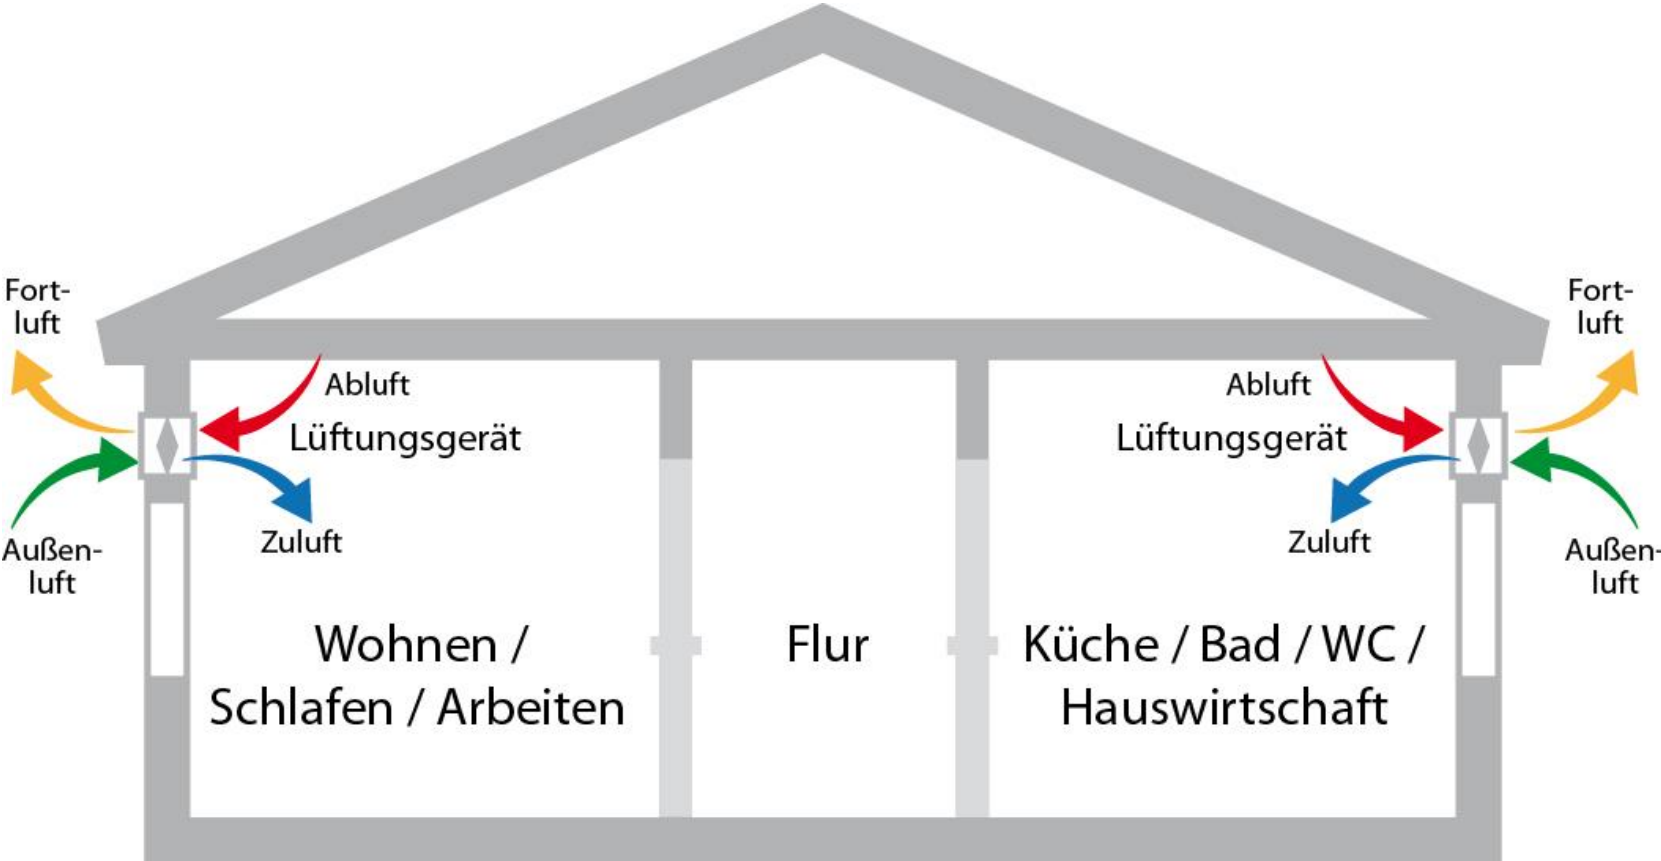 Fort-
luft
Fort-
luft
Abluft
Abluft
Lüftungsgerät
Lüftungsgerät
Außen-
luft
Zuluft
Zuluft
Außen-
luft
Wohnen /
Schlafen / Arbeiten
Flur
Küche / Bad / WC /
Hauswirtschaft